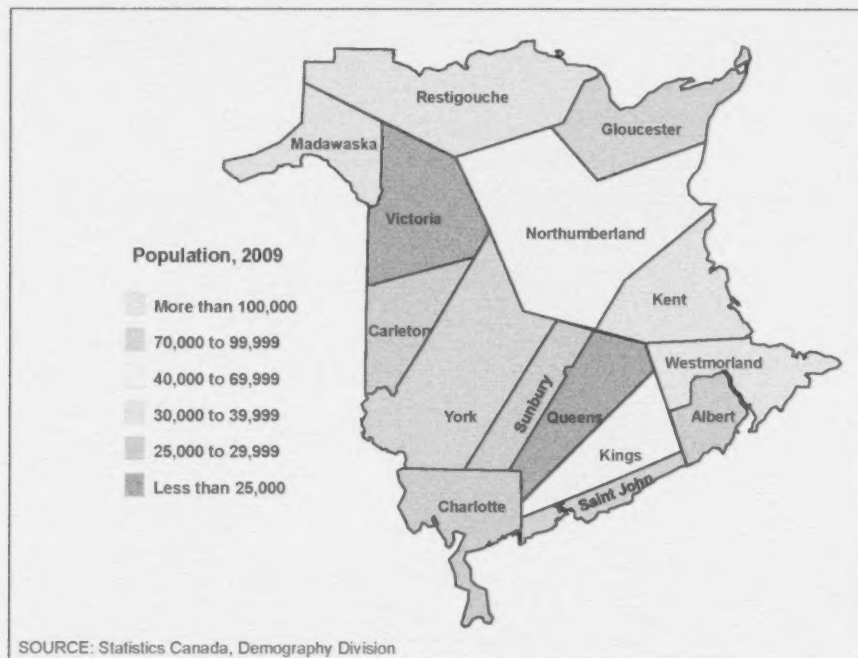 Restigouche
Gloucester
Madawaska
Victoria
Northumberland
Population, 2009
More than 100,000
70,000 to 99,999
40,000 to 69,999
30,000 to 39,999
25,000 to 29,999
Less than 25,000
Kent
Carleton
Westmorland
Sunbury
York
Queens
Albert
Kings
Saint John
Charlotte
SOURCE: Statistics Canada, Demography Division